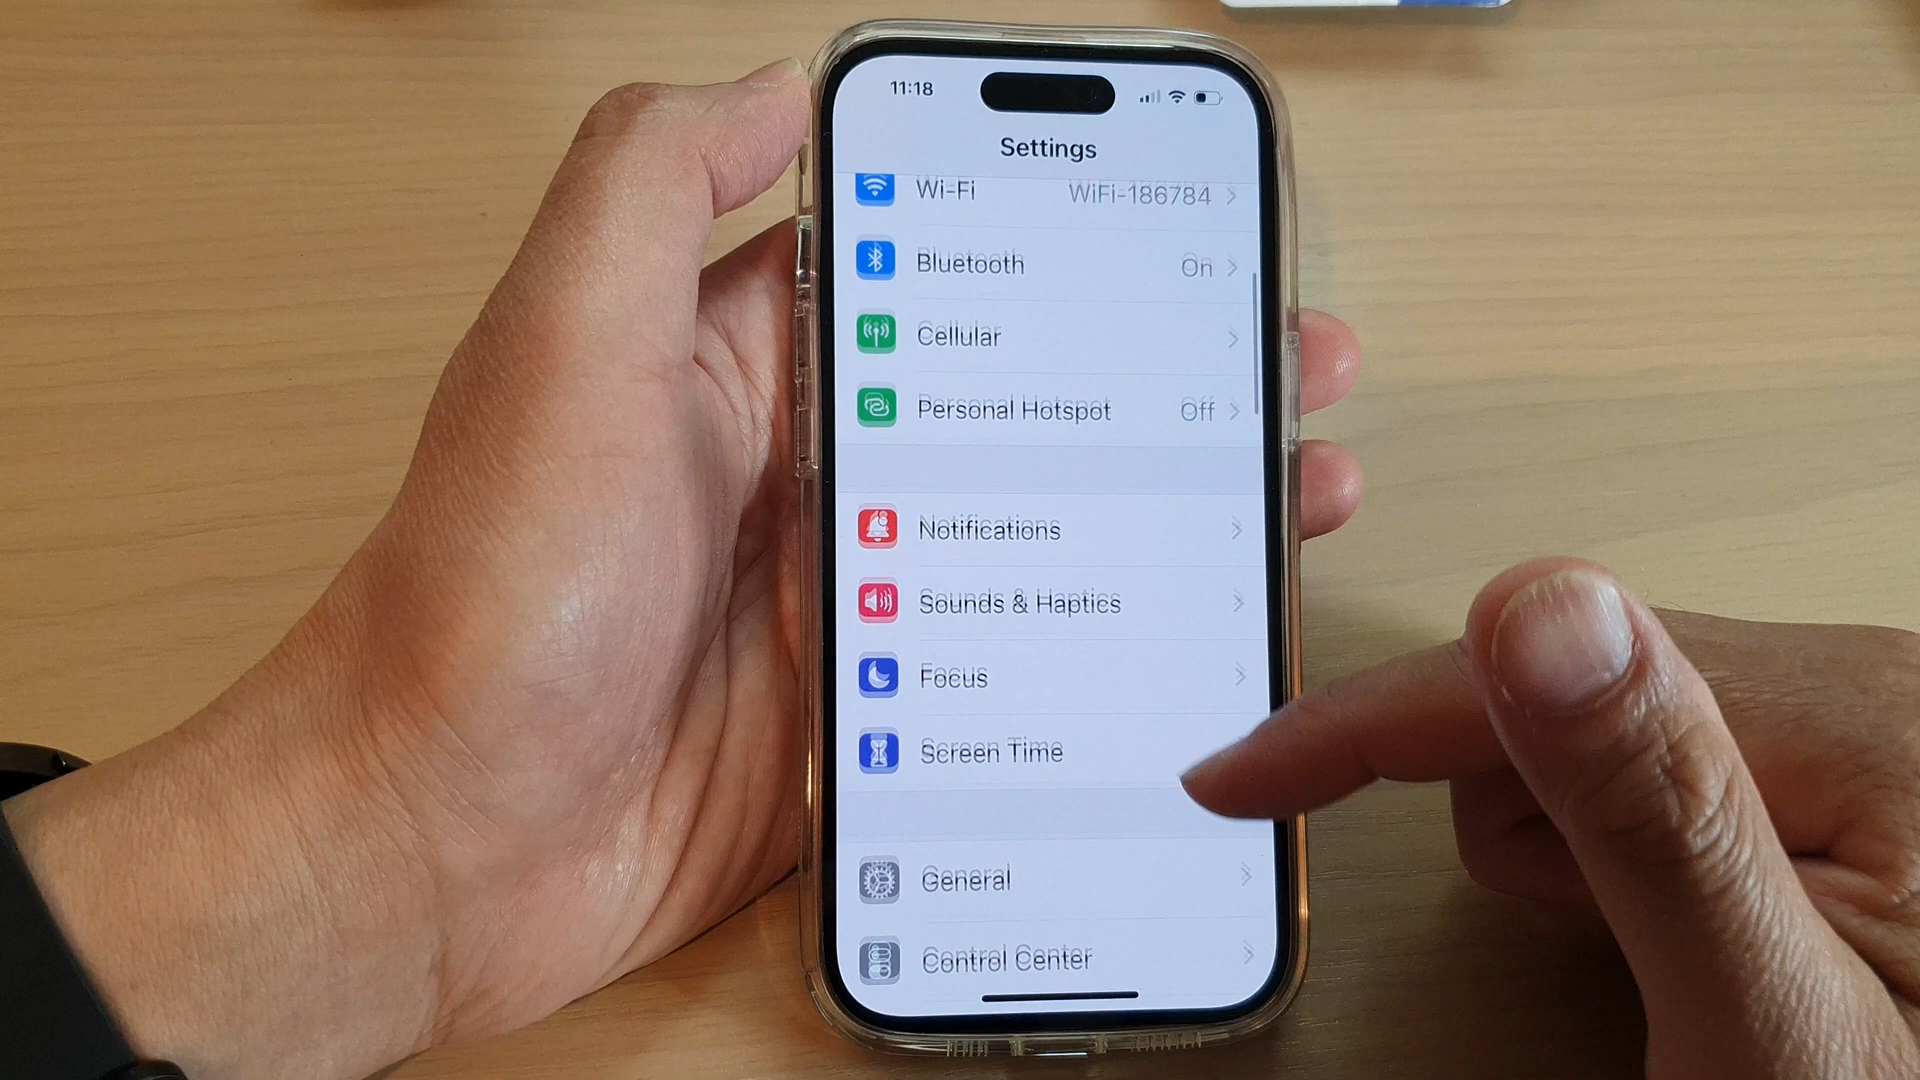 11:18
Settings
Wi-Fi WiFi-186784
Bluetooth On
Cellular
Personal Hotspot Off
Notifications
Sounds & Haptics
Focus
Screen Time
General
Control Center